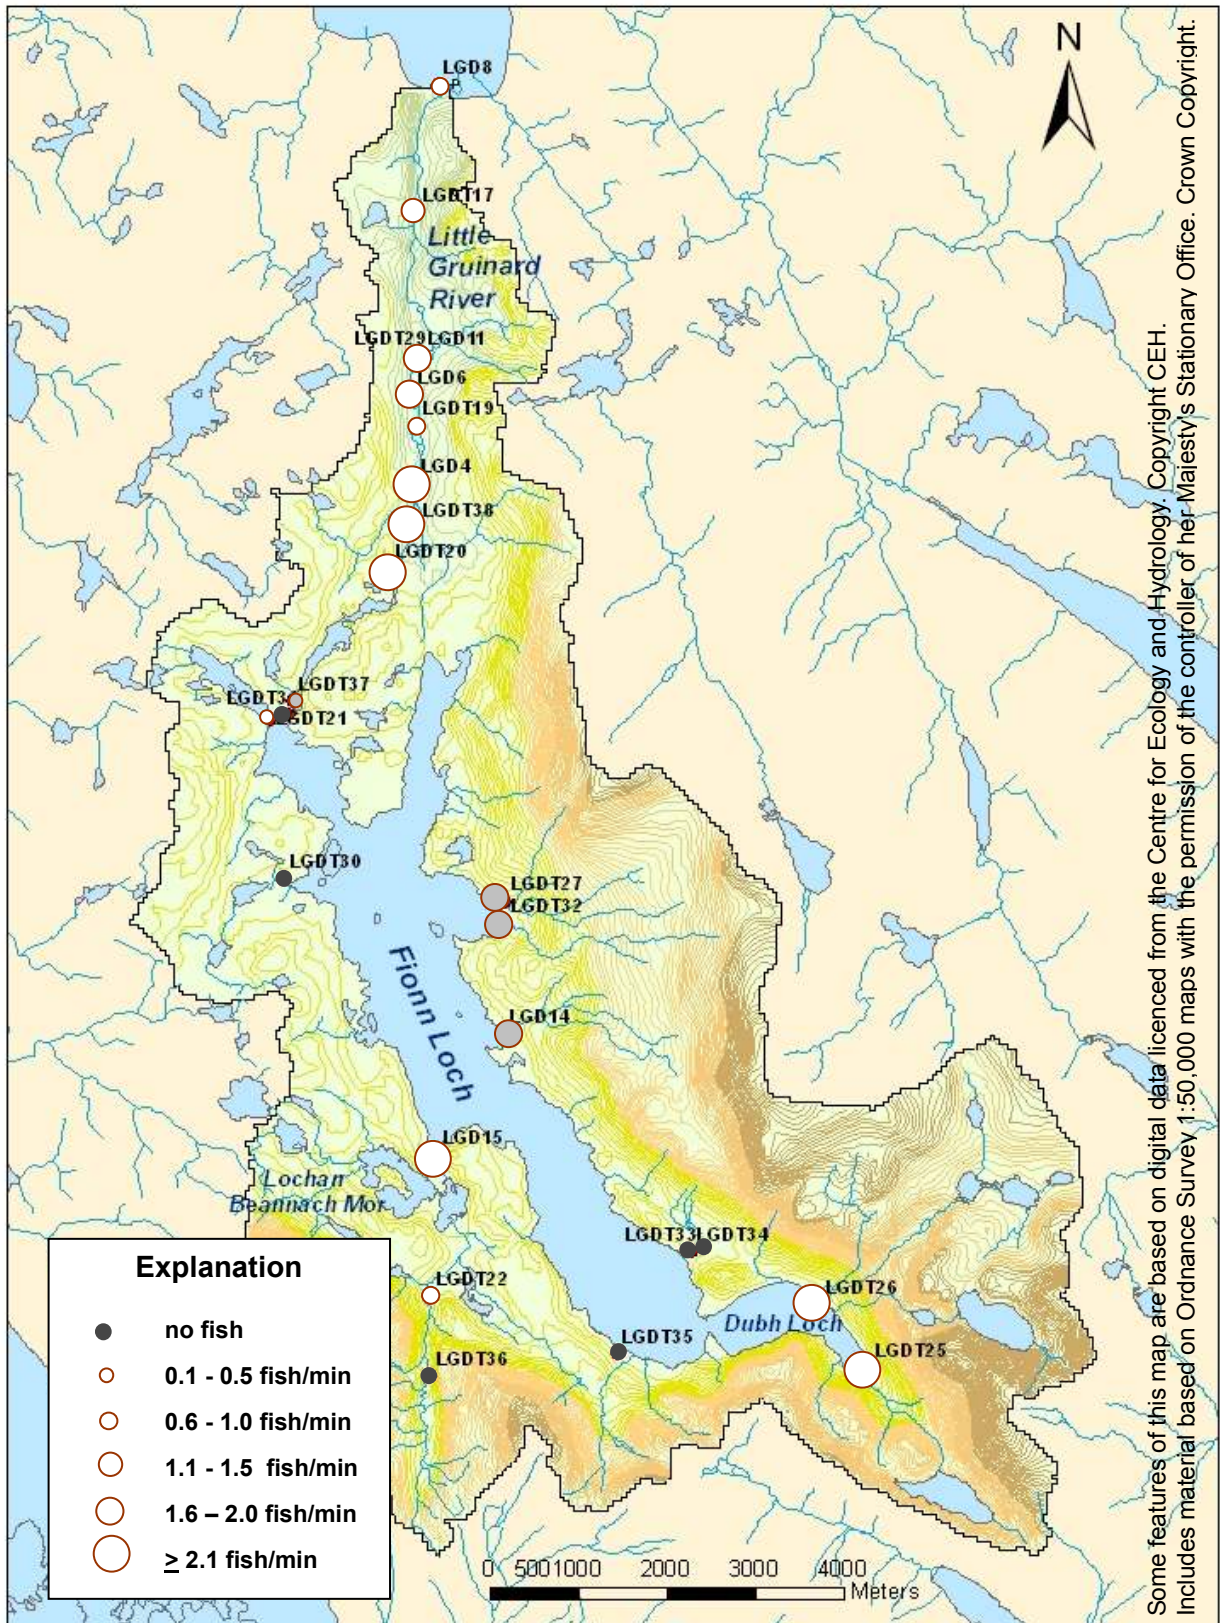 N
LGD8
LGDT17
Little
Gruinard
River
LGDT29LGD11
LGD6
LGDT19
LGD4
LGDT38
LGDT20
LGDT37
LGDT3
LGDT21
LGDT30
LGDT27
LGDT32
Fionn Loch
LGD14
LGD15
Lochan
Beannach Mor
LGDT33LGDT34
LGDT22
LGDT26
Dubh Loch
LGDT35
LGDT25
LGDT36
Explanation
no fish
0.1 - 0.5 fish/min
0.6 - 1.0 fish/min
1.1 - 1.5 fish/min
1.6 – 2.0 fish/min
≥ 2.1 fish/min
0 5001000 2000 3000 4000
Meters
Some features of this map are based on digital data licenced from the Centre for Ecology and Hydrology. Copyright CEH.
Includes material based on Ordnance Survey 1:50,000 maps with the permission of the controller of her Majesty's Stationary Office. Crown Copyright.